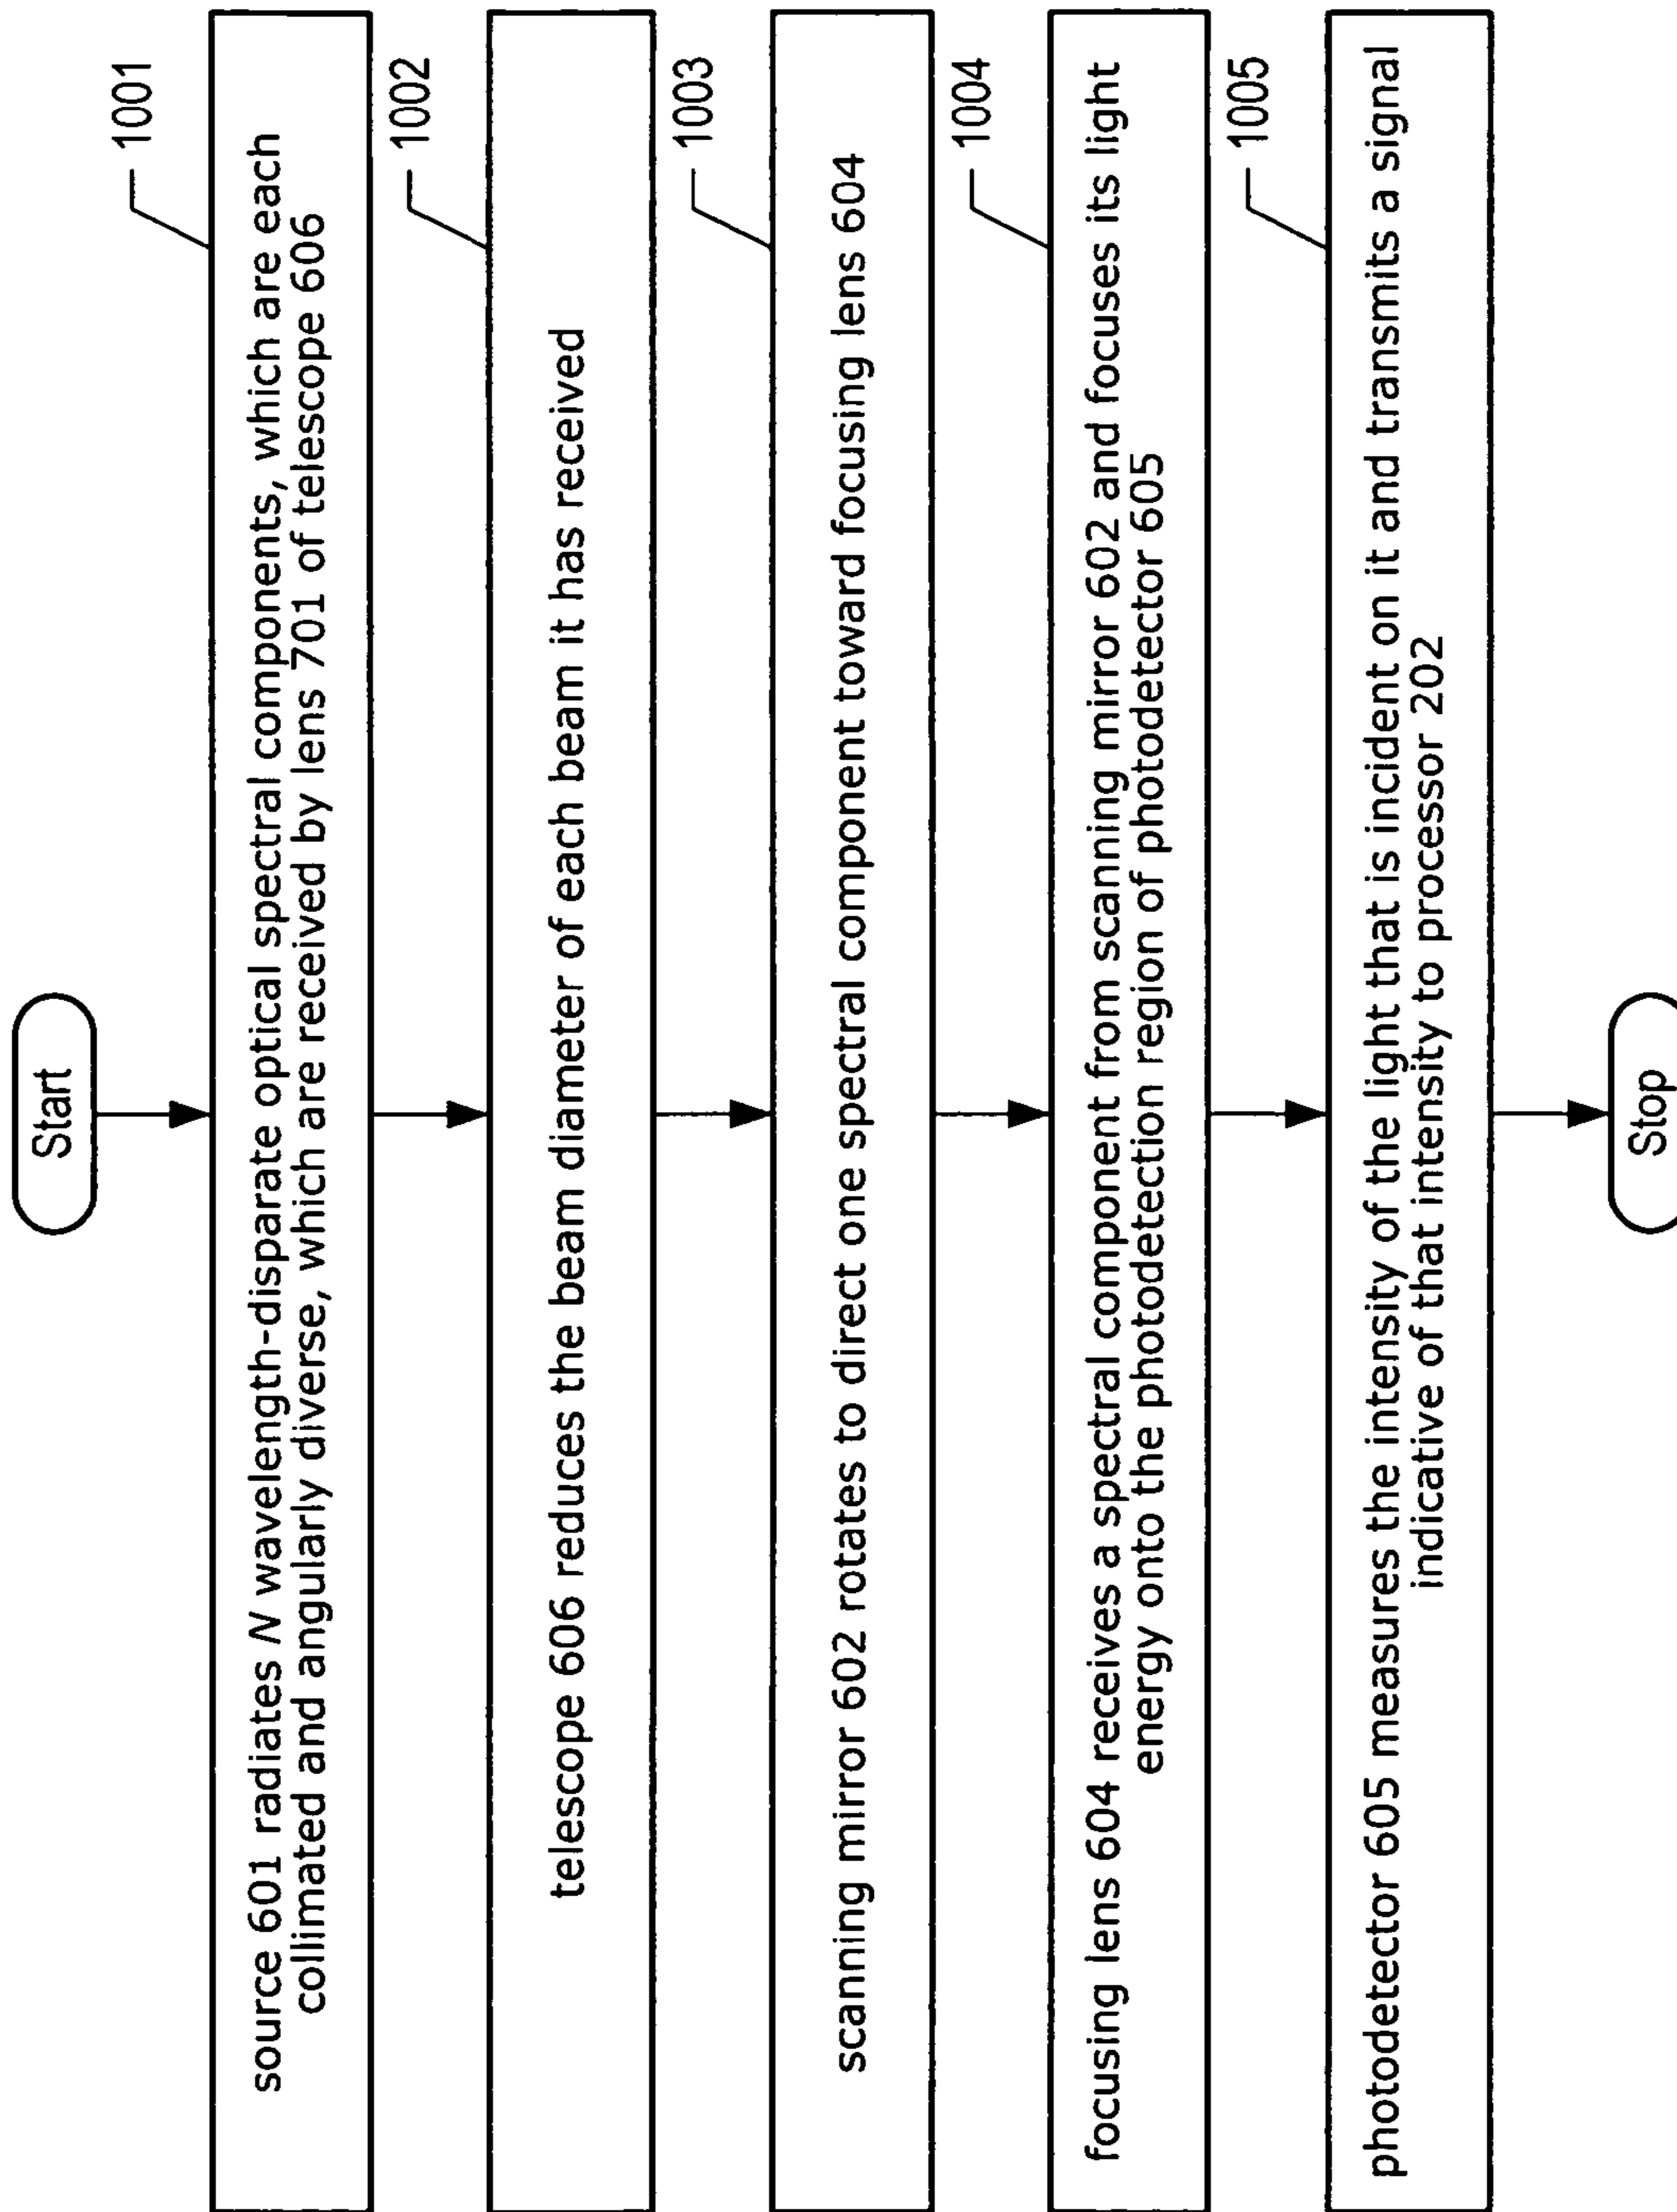 Start
1001
source 601 radiates N wavelength-disparate optical spectral components, which are each
collimated and angularly diverse, which are received by lens 701 of telescope 606
1002
telescope 606 reduces the beam diameter of each beam it has received
1003
scanning mirror 602 rotates to direct one spectral component toward focusing lens 604
1004
focusing lens 604 receives a spectral component from scanning mirror 602 and focuses its light
energy onto the photodetection region of photodetector 605
1005
photodetector 605 measures the intensity of the light that is incident on it and transmits a signal
indicative of that intensity to processor 202
Stop